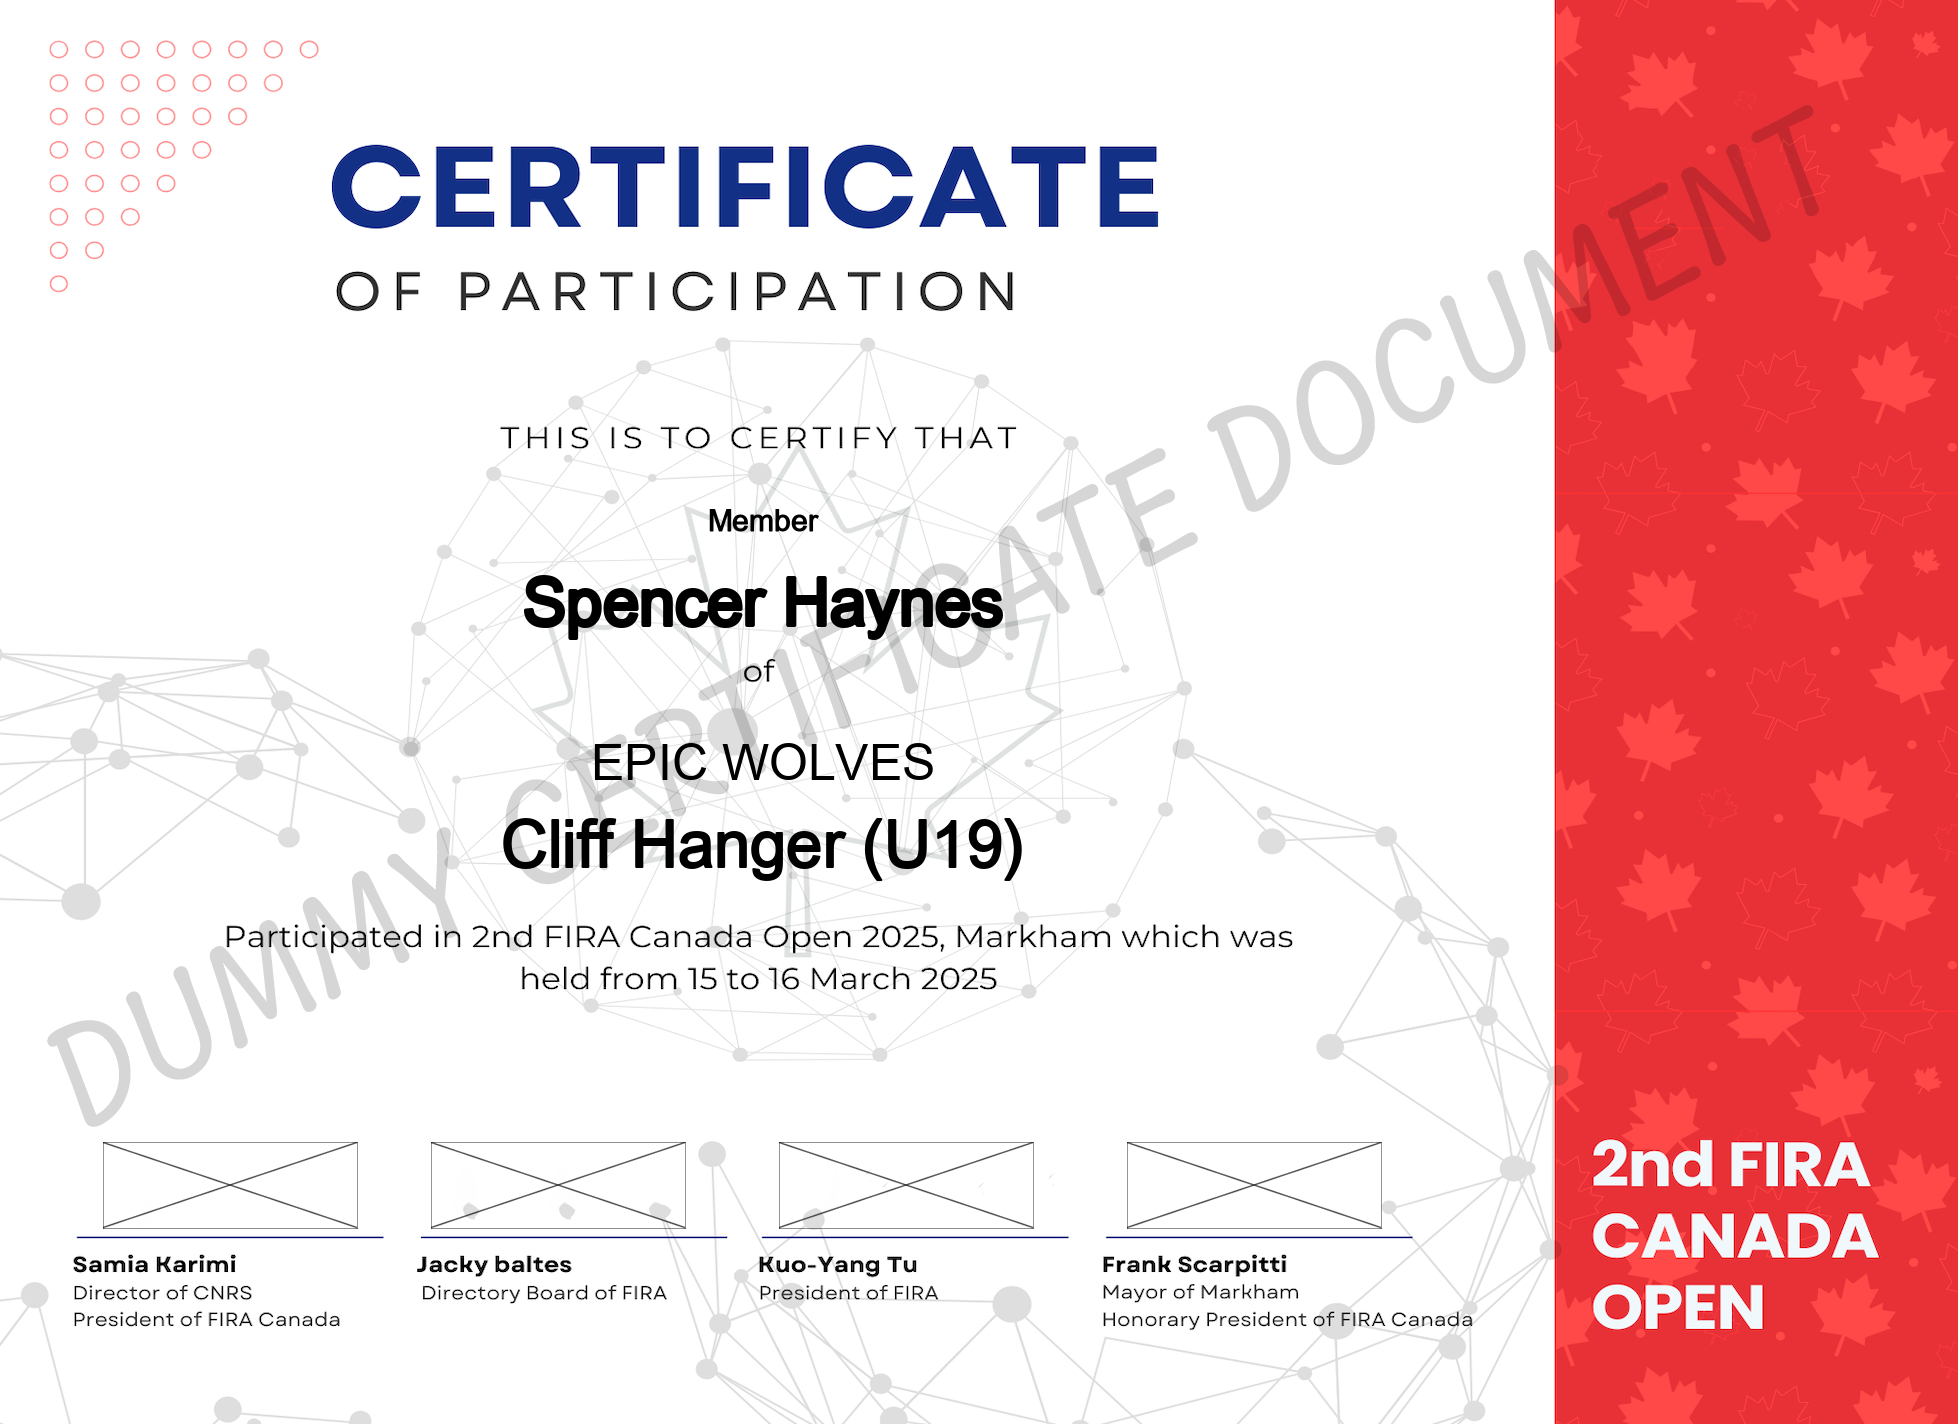 CERTIFICATE
OF PARTICIPATION
THIS IS TO CERTIFY THAT
Member
Spencer Haynes
of
EPIC WOLVES
Cliff Hanger (U19)
Participated in 2nd FIRA Canada Open 2025, Markham which was
held from 15 to 16 March 2025
DUMMY CERTIFICATE DOCUMENT
Samia Karimi
Director of CNRS
President of FIRA Canada
Jacky baltes
Directory Board of FIRA
Kuo-Yang Tu
President of FIRA
Frank Scarpitti
Mayor of Markham
Honorary President of FIRA Canada
2nd FIRA
CANADA
OPEN